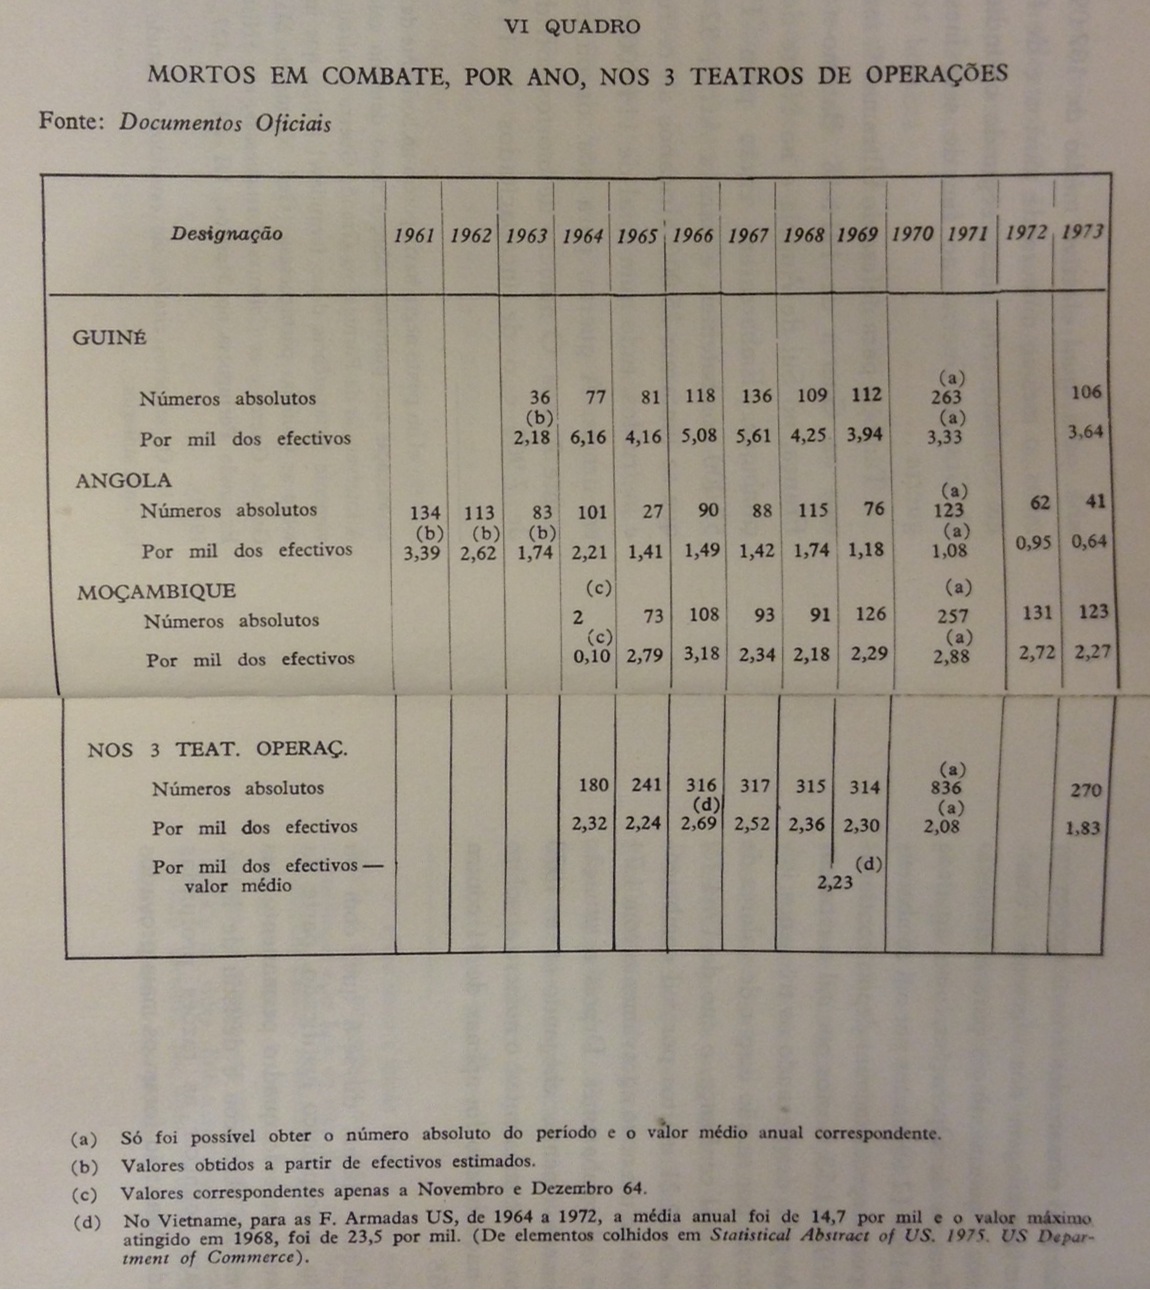 VI QUADRO
MORTOS EM COMBATE, POR ANO, NOS 3 TEATROS DE OPERAÇÕES
Fonte: Documentos Oficiais
Designação 1961 1962 1963 1964 1965 1966 1967 1968 1969 1970 1971 1972 1973
GUINÉ
(a)
Números absolutos 36 77 81 118 136 109 112 263 106
(b) (a)
Por mil dos efectivos 2,18 6,16 4,16 5,08 5,61 4,25 3,94 3,33 3,64
ANGOLA (a)
Números absolutos 134 113 83 101 27 90 88 115 76 123 62 41
(b) (b) (b) (a)
Por mil dos efectivos 3,39 2,62 1,74 2,21 1,41 1,49 1,42 1,74 1,18 1,08 0,95 0,64
MOÇAMBIQUE (c) (a)
Números absolutos 2 73 108 93 91 126 257 131 123
(c) (a)
Por mil dos efectivos 0,10 2,79 3,18 2,34 2,18 2,29 2,88 2,72 2,27
NOS 3 TEAT. OPERAÇ.
(a)
Números absolutos 180 241 316 317 315 314 836 270
(d) (a)
Por mil dos efectivos 2,32 2,24 2,69 2,52 2,36 2,30 2,08 1,83
Por mil dos efectivos — (d)
valor médio 2,23
(a) Só foi possível obter o número absoluto do período e o valor médio anual correspondente.
(b) Valores obtidos a partir de efectivos estimados.
(c) Valores correspondentes apenas a Novembro e Dezembro 64.
(d) No Vietname, para as F. Armadas US, de 1964 a 1972, a média anual foi de 14,7 por mil e o valor máximo
atingido em 1968, foi de 23,5 por mil. (De elementos colhidos em Statistical Abstract of US. 1975. US Depar-
tment of Commerce).